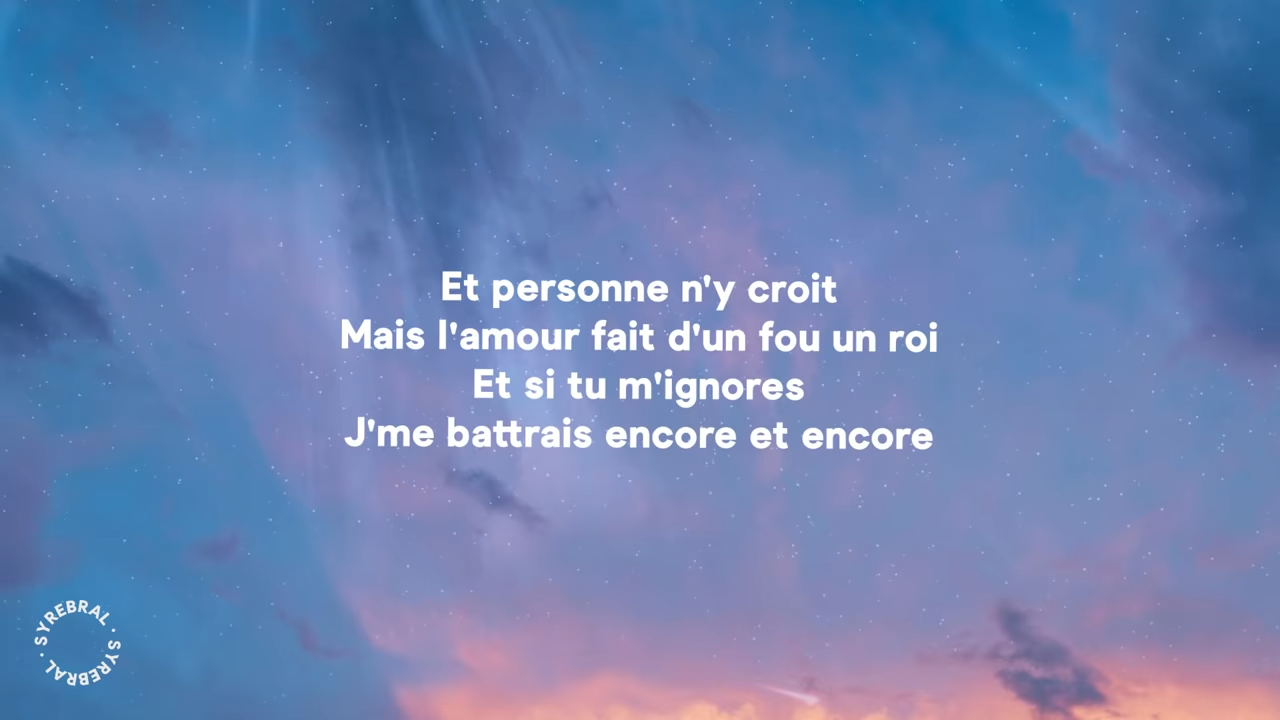 Et personne n'y croit
Mais l'amour fait d'un fou un roi
Et si tu m'ignores
J'me battrais encore et encore
SYREBRAL · SYREBRAL ·